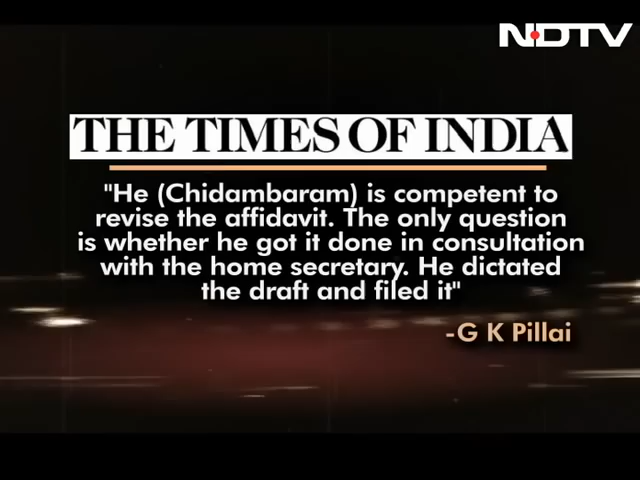 NDTV
THE TIMES OF INDIA
"He (Chidambaram) is competent to
revise the affidavit. The only question
is whether he got it done in consultation
with the home secretary. He dictated
the draft and filed it"
-G K Pillai